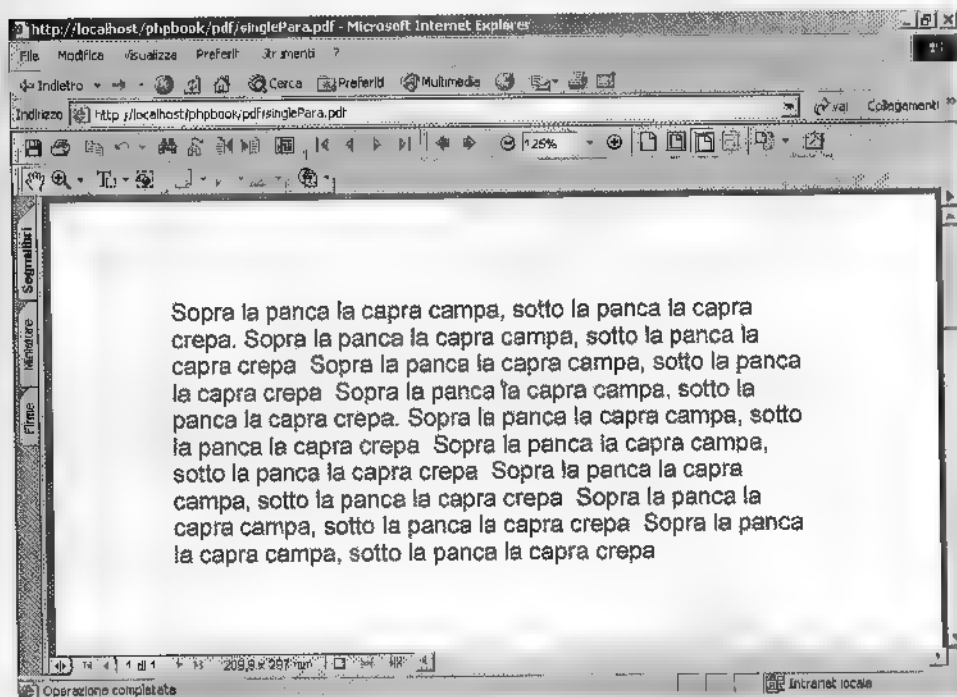 http://localhost/phpbook/pdf/singlePara.pdf - Microsoft Internet Explorer
File Modifica Visualizza Preferiti Strumenti ?
Indietro Cerca Preferiti Multimedia
Indirizzo http://localhost/phpbook/pdf/singlePara.pdf Vai Collegamenti »
126%
Segnalibri
Miniature
Firme
Sopra la panca la capra campa, sotto la panca la capra
crepa. Sopra la panca la capra campa, sotto la panca la
capra crepa Sopra la panca la capra campa, sotto la panca
la capra crepa Sopra la panca la capra campa, sotto la
panca la capra crepa. Sopra la panca la capra campa, sotto
la panca la capra crepa Sopra la panca la capra campa,
sotto la panca la capra crepa Sopra la panca la capra
campa, sotto la panca la capra crepa Sopra la panca la
capra campa, sotto la panca la capra crepa Sopra la panca
la capra campa, sotto la panca la capra crepa
1 di 1 209,9 x 297 mm
Operazione completata Intranet locale